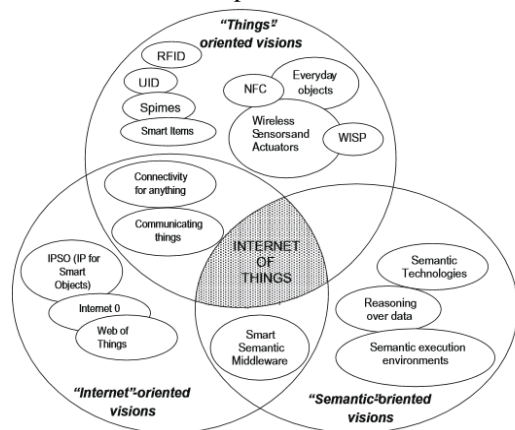 “Things”
oriented visions
RFID
UID
Spimes
Smart Items
NFC
Everyday
objects
Wireless
Sensorsand
Actuators
WISP
Connectivity
for anything
Communicating
things
INTERNET
OF
THINGS
IPSO (IP for
Smart
Objects)
Internet 0
Web of
Things
Semantic
Technologies
Reasoning
over data
Semantic execution
environments
Smart
Semantic
Middleware
“Internet”-oriented
visions
“Semantic”-oriented
visions